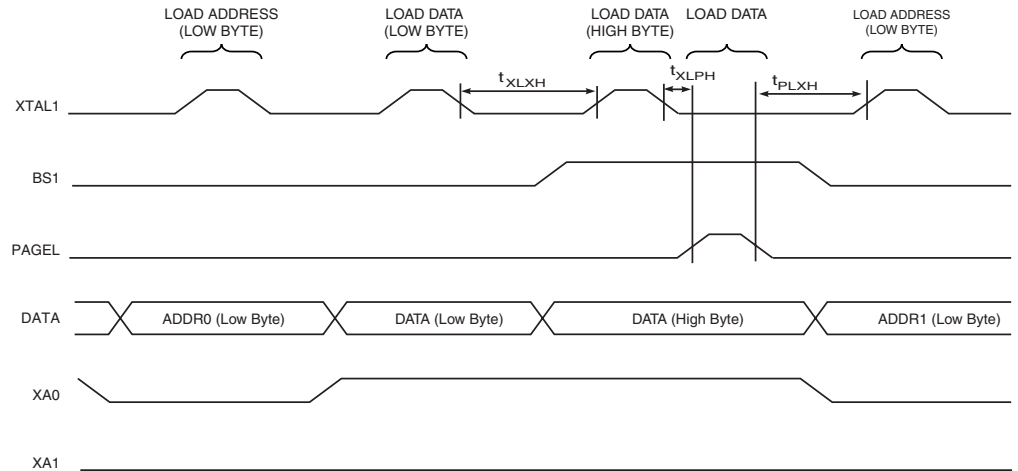 LOAD ADDRESS
(LOW BYTE)
LOAD DATA
(LOW BYTE)
LOAD DATA
(HIGH BYTE)
LOAD DATA
LOAD ADDRESS
(LOW BYTE)
tXLXH
tXLPH
tPLXH
XTAL1
BS1
PAGEL
DATA
ADDR0 (Low Byte)
DATA (Low Byte)
DATA (High Byte)
ADDR1 (Low Byte)
XA0
XA1